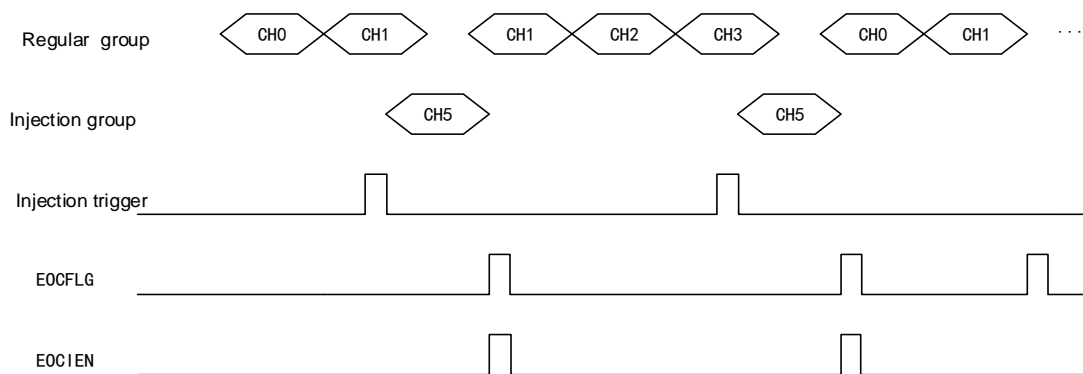 Regular group CH0 CH1 CH1 CH2 CH3 CH0 CH1 ...
Injection group CH5 CH5
Injection trigger
EOCFLG
EOCIEN